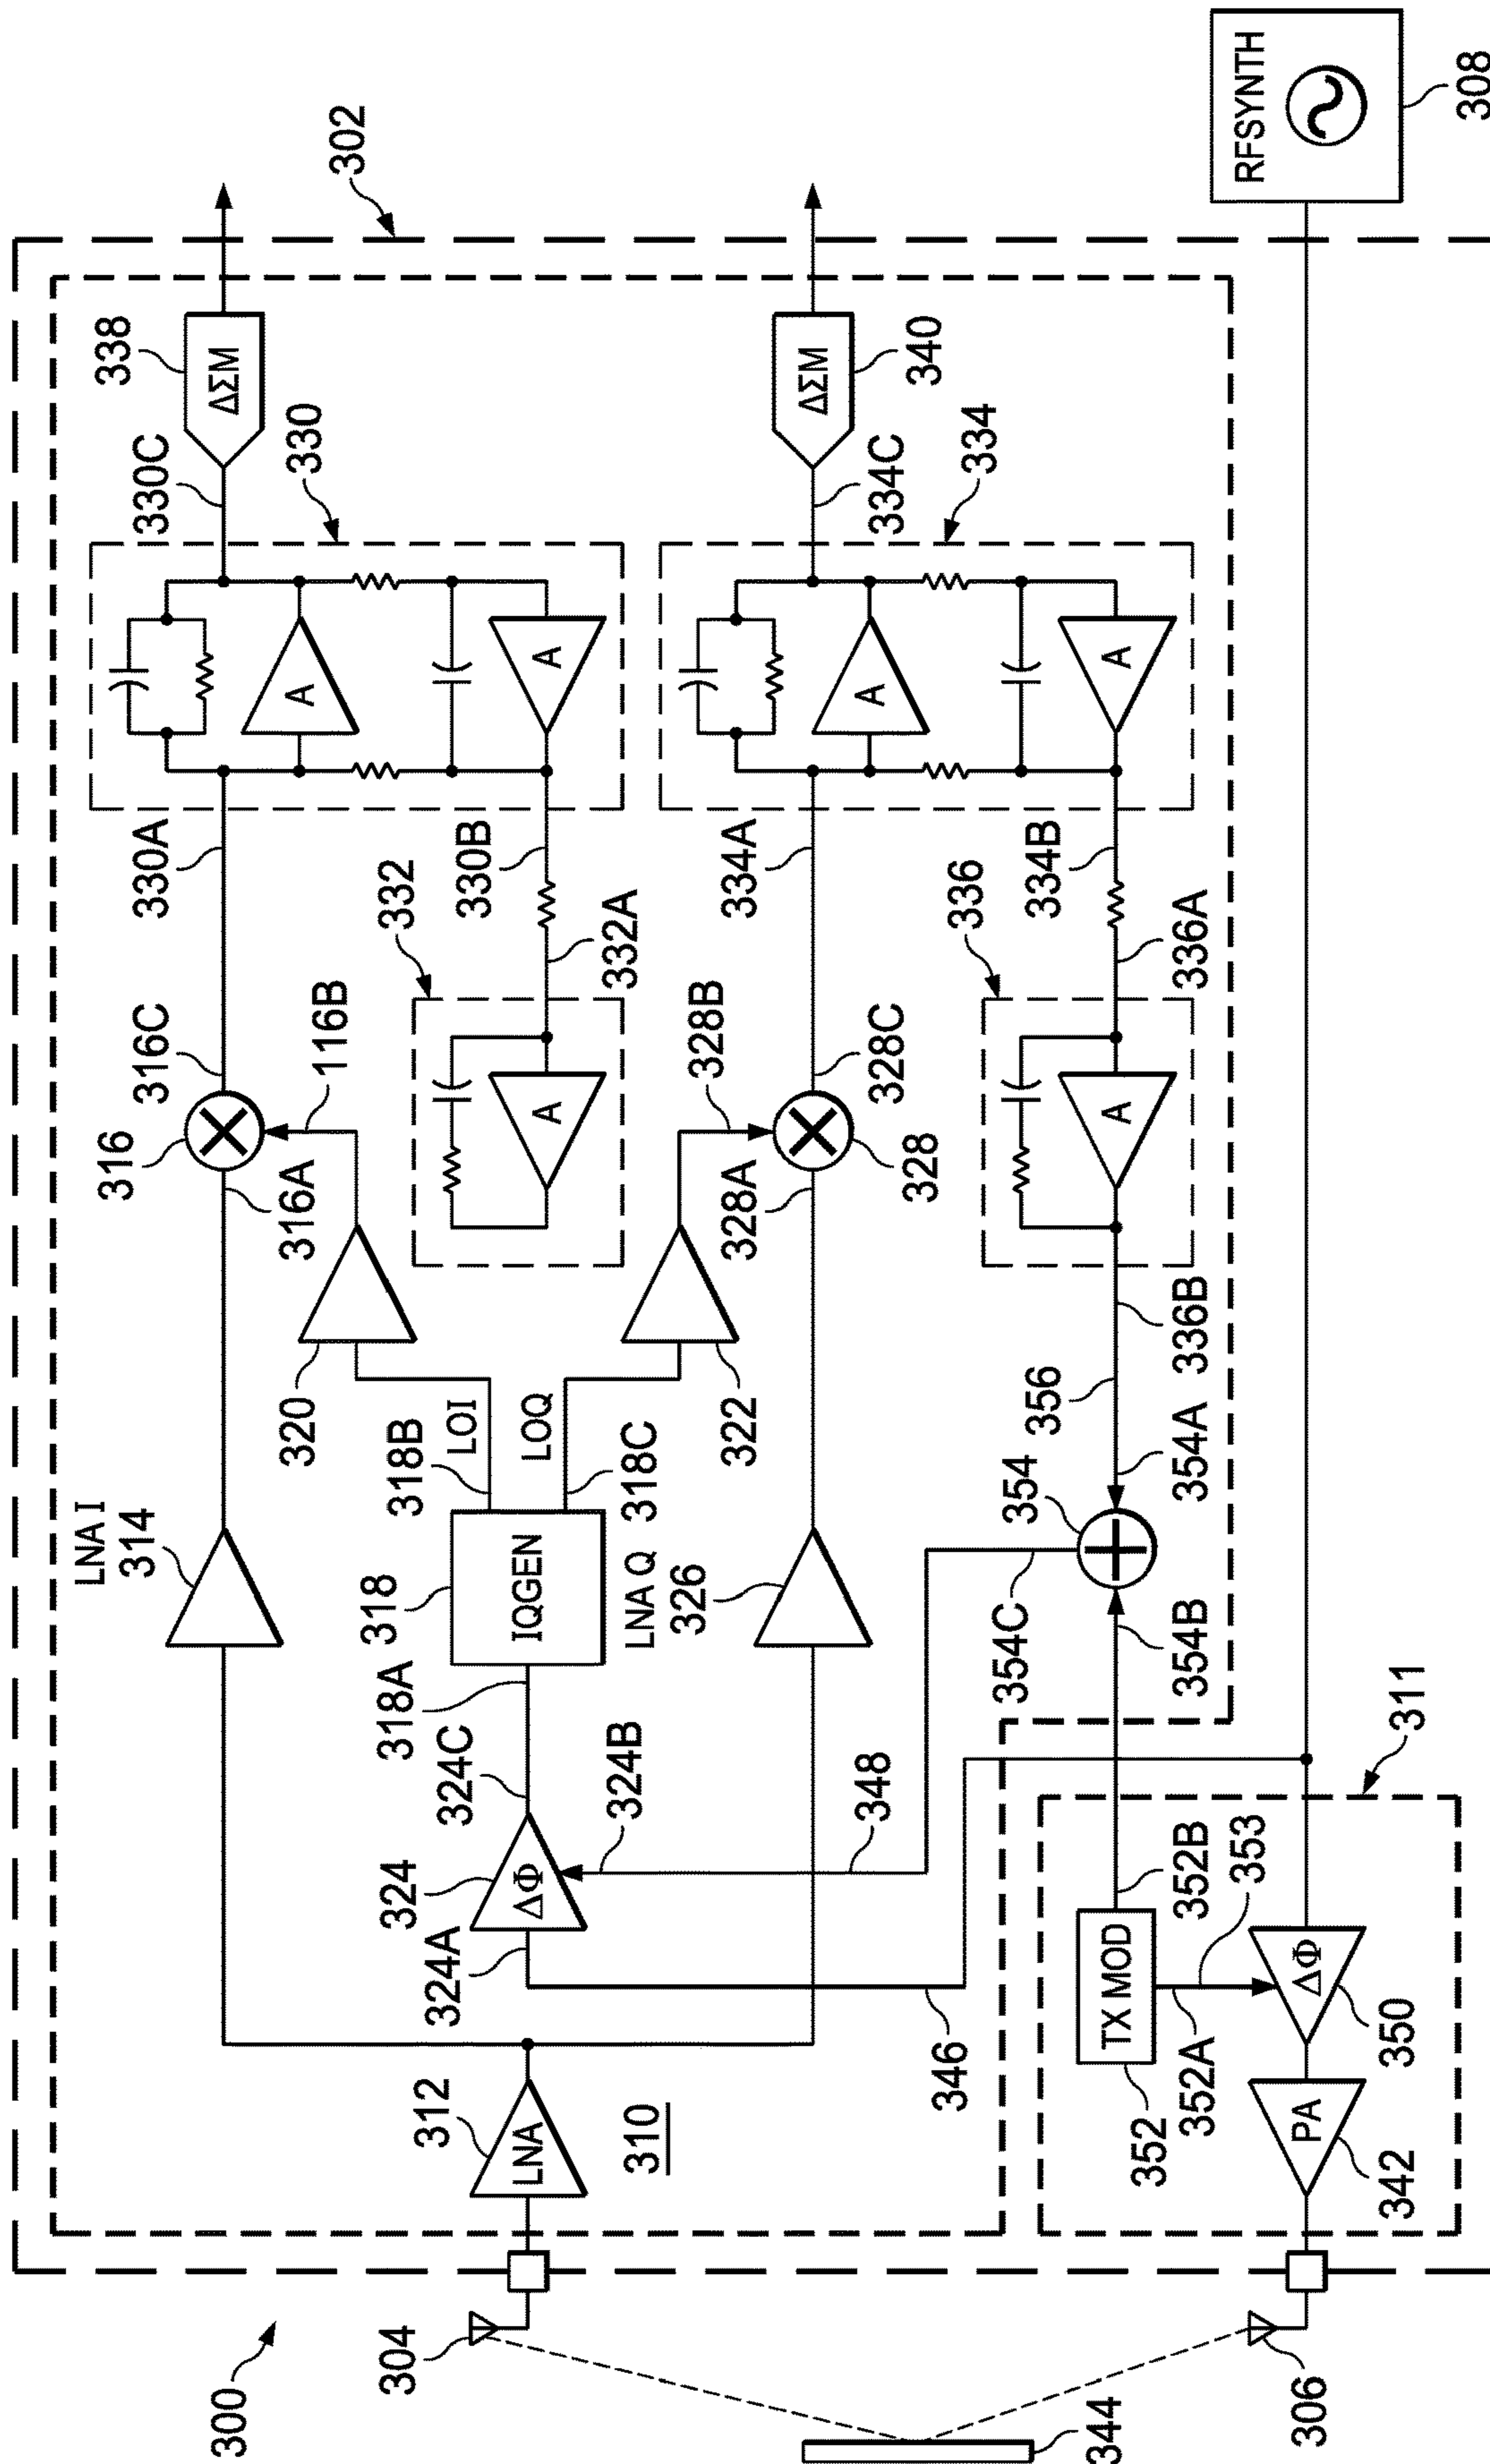 300
302
304
306
344
310
312
LNA
LNA I
314
316
316A
116B
316C
330A
330
330C
A
A
338
ΔΣM
330B
332
332A
A
320
322
LOI
318B
LOQ
318C
318
IQGEN
318A
324C
324
ΔΦ
324A
324B
348
346
LNA Q
326
328A
328
328B
328C
334A
334
334C
A
A
340
ΔΣM
334B
336
336A
A
336B
356
354A
354
354B
354C
311
352B
353
TX MOD
352
352A
ΔΦ
350
PA
342
RFSYNTH
308